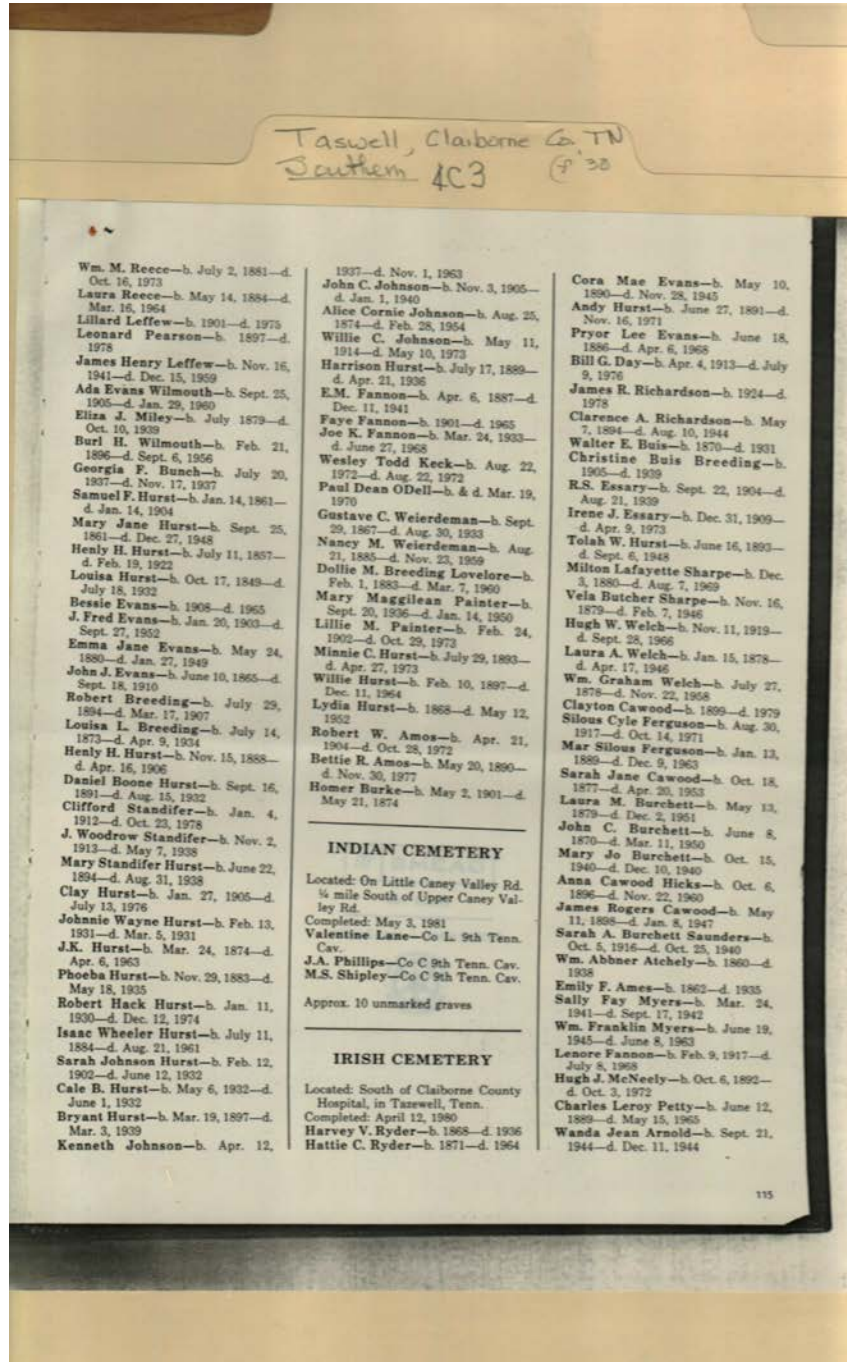 Taswell, Claiborne Co. TN
Southern 4C3 (f '38
Wm. M. Reece—b. July 2, 1881—d.
Oct. 16, 1973
Laura Reece—b. May 14, 1884—d.
Mar. 16, 1964
Lillard Leffew—b. 1901—d. 1975
Leonard Pearson—b. 1897—d.
1978
James Henry Leffew—b. Nov. 16,
1941—d. Dec. 15, 1959
Ada Evans Wilmouth—b. Sept. 25,
1905—d. Jan. 29, 1960
Eliza J. Miley—b. July 1879—d.
Oct. 10, 1939
Burl H. Wilmouth—b. Feb. 21,
1896—d. Sept. 6, 1956
Georgia F. Bunch—b. July 20,
1937—d. Nov. 17, 1937
Samuel F. Hurst—b. Jan. 14, 1861—
d. Jan. 14, 1904
Mary Jane Hurst—b. Sept. 25,
1861—d. Dec. 27, 1948
Henly H. Hurst—b. July 11, 1857—
d. Feb. 19, 1922
Louisa Hurst—b. Oct. 17, 1849—d.
July 18, 1932
Bessie Evans—b. 1908—d. 1965
J. Fred Evans—b. Jan. 20, 1903—d.
Sept. 27, 1952
Emma Jane Evans—b. May 24,
1880—d. Jan. 27, 1949
John J. Evans—b. June 10, 1865—d.
Sept. 18, 1910
Robert Breeding—b. July 29,
1894—d. Mar. 17, 1907
Louisa L. Breeding—b. July 14,
1873—d. Apr. 9, 1934
Henly H. Hurst—b. Nov. 15, 1888—
d. Apr. 16, 1906
Daniel Boone Hurst—b. Sept. 16,
1891—d. Aug. 15, 1932
Clifford Standifer—b. Jan. 4,
1912—d. Oct. 23, 1978
J. Woodrow Standifer—b. Nov. 2,
1913—d. May 7, 1938
Mary Standifer Hurst—b. June 22,
1894—d. Aug. 31, 1938
Clay Hurst—b. Jan. 27, 1905—d.
July 13, 1976
Johnnie Wayne Hurst—b. Feb. 13,
1931—d. Mar. 5, 1931
J.K. Hurst—b. Mar. 24, 1874—d.
Apr. 6, 1963
Phoeba Hurst—b. Nov. 29, 1883—d.
May 18, 1935
Robert Hack Hurst—b. Jan. 11,
1930—d. Dec. 12, 1974
Isaac Wheeler Hurst—b. July 11,
1884—d. Aug. 21, 1961
Sarah Johnson Hurst—b. Feb. 12,
1902—d. June 12, 1932
Cale B. Hurst—b. May 6, 1932—d.
June 1, 1932
Bryant Hurst—b. Mar. 19, 1897—d.
Mar. 3, 1939
Kenneth Johnson—b. Apr. 12,
1937—d. Nov. 1, 1963
John C. Johnson—b. Nov. 3, 1905—
d. Jan. 1, 1940
Alice Cornie Johnson—b. Aug. 25,
1874—d. Feb. 28, 1954
Willie C. Johnson—b. May 11,
1914—d. May 10, 1973
Harrison Hurst—b. July 17, 1889—
d. Apr. 21, 1936
E.M. Fannon—b. Apr. 6, 1887—d.
Dec. 11, 1941
Faye Fannon—b. 1901—d. 1965
Joe K. Fannon—b. Mar. 24, 1933—
d. June 27, 1968
Wesley Todd Keck—b. Aug. 22,
1972—d. Aug. 22, 1972
Paul Dean ODell—b. & d. Mar. 19,
1970
Gustave C. Weierdeman—b. Sept.
29, 1867—d. Aug. 30, 1933
Nancy M. Weierdeman—b. Aug.
21, 1885—d. Nov. 23, 1959
Dollie M. Breeding Lovelore—b.
Feb. 1, 1883—d. Mar. 7, 1960
Mary Maggilean Painter—b.
Sept. 20, 1936—d. Jan. 14, 1950
Lillie M. Painter—b. Feb. 24,
1902—d. Oct. 29, 1973
Minnie C. Hurst—b. July 29, 1893—
d. Apr. 27, 1973
Willie Hurst—b. Feb. 10, 1897—d.
Dec. 11, 1964
Lydia Hurst—b. 1868—d. May 12,
1952
Robert W. Amos—b. Apr. 21,
1904—d. Oct. 28, 1972
Bettie R. Amos—b. May 20, 1890—
d. Nov. 30, 1977
Homer Burke—b. May 2, 1901—d.
May 21, 1874
INDIAN CEMETERY
Located: On Little Caney Valley Rd.
¼ mile South of Upper Caney Val-
ley Rd.
Completed: May 3, 1981
Valentine Lane—Co L. 9th Tenn.
Cav.
J.A. Phillips—Co C 9th Tenn. Cav.
M.S. Shipley—Co C 9th Tenn. Cav.
Approx. 10 unmarked graves
IRISH CEMETERY
Located: South of Claiborne County
Hospital, in Tazewell, Tenn.
Completed: April 12, 1980
Harvey V. Ryder—b. 1868—d. 1936
Hattie C. Ryder—b. 1871—d. 1964
Cora Mae Evans—b. May 10,
1890—d. Nov. 28, 1945
Andy Hurst—b. June 27, 1891—d.
Nov. 16, 1971
Pryor Lee Evans—b. June 18,
1886—d. Apr. 6, 1968
Bill G. Day—b. Apr. 4, 1913—d. July
9, 1976
James R. Richardson—b. 1924—d.
1978
Clarence A. Richardson—b. May
7, 1894—d. Aug. 10, 1944
Walter E. Buis—b. 1870—d. 1931
Christine Buis Breeding—b.
1905—d. 1939
R.S. Essary—b. Sept. 22, 1904—d.
Aug. 21, 1939
Irene J. Essary—b. Dec. 31, 1909—
d. Apr. 9, 1973
Tolah W. Hurst—b. June 16, 1893—
d. Sept. 6, 1948
Milton Lafayette Sharpe—b. Dec.
3, 1880—d. Aug. 7, 1969
Vela Butcher Sharpe—b. Nov. 16,
1879—d. Feb. 7, 1946
Hugh W. Welch—b. Nov. 11, 1919—
d. Sept. 28, 1966
Laura A. Welch—b. Jan. 15, 1878—
d. Apr. 17, 1946
Wm. Graham Welch—b. July 27,
1878—d. Nov. 22, 1958
Clayton Cawood—b. 1899—d. 1979
Silous Cyle Ferguson—b. Aug. 30,
1917—d. Oct. 14, 1971
Mar Silous Ferguson—b. Jan. 13,
1889—d. Dec. 9, 1963
Sarah Jane Cawood—b. Oct. 18,
1877—d. Apr. 20, 1953
Laura M. Burchett—b. May 13,
1879—d. Dec. 2, 1951
John C. Burchett—b. June 8,
1870—d. Mar. 11, 1950
Mary Jo Burchett—b. Oct. 15,
1940—d. Dec. 10, 1940
Anna Cawood Hicks—b. Oct. 6,
1896—d. Nov. 22, 1960
James Rogers Cawood—b. May
11, 1898—d. Jan. 8, 1947
Sarah A. Burchett Saunders—b.
Oct. 5, 1916—d. Oct. 25, 1940
Wm. Abbner Atchely—b. 1860—d.
1938
Emily F. Ames—b. 1862—d. 1935
Sally Fay Myers—b. Mar. 24,
1941—d. Sept. 17, 1942
Wm. Franklin Myers—b. June 19,
1945—d. June 8, 1963
Lenore Fannon—b. Feb. 9, 1917—d.
July 8, 1968
Hugh J. McNeely—b. Oct. 6, 1892—
d. Oct. 3, 1972
Charles Leroy Petty—b. June 12,
1889—d. May 15, 1965
Wanda Jean Arnold—b. Sept. 21,
1944—d. Dec. 11, 1944
115